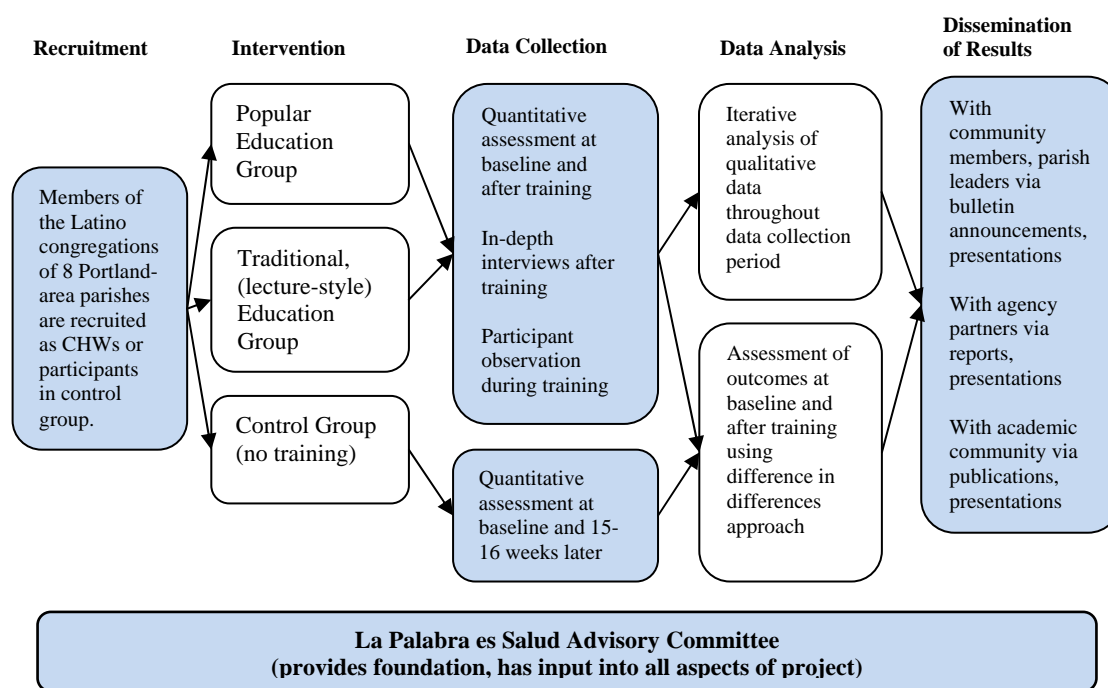 Recruitment
Intervention
Data Collection
Data Analysis
Dissemination
of Results
Members of
the Latino
congregations
of 8 Portland-
area parishes
are recruited
as CHWs or
participants
in control
group.
Popular
Education
Group
Traditional,
(lecture-style)
Education
Group
Control Group
(no training)
Quantitative
assessment at
baseline and
after training
In-depth
interviews after
training
Participant
observation
during training
Quantitative
assessment at
baseline and 15-
16 weeks later
Iterative
analysis of
qualitative
data
throughout
data collection
period
Assessment of
outcomes at
baseline and
after training
using
difference in
differences
approach
With
community
members, parish
leaders via
bulletin
announcements,
presentations
With agency
partners via
reports,
presentations
With academic
community via
publications,
presentations
La Palabra es Salud Advisory Committee
(provides foundation, has input into all aspects of project)